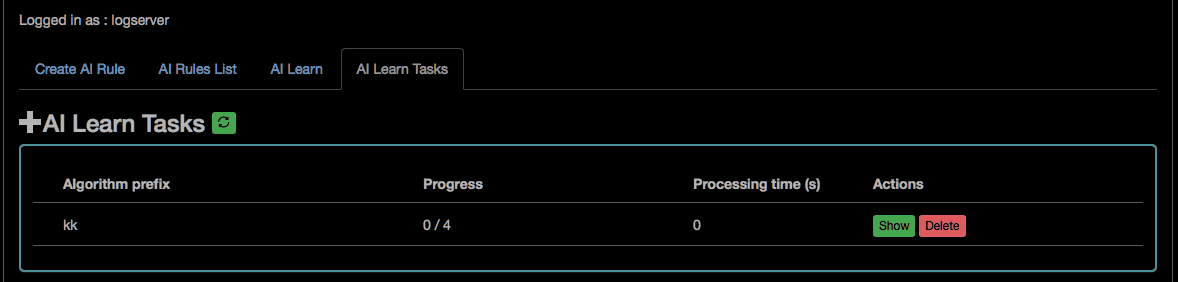 Logged in as : logserver
Create AI Rule AI Rules List AI Learn AI Learn Tasks
AI Learn Tasks
Algorithm prefix Progress Processing time (s) Actions
kk 0 / 4 0 Show Delete